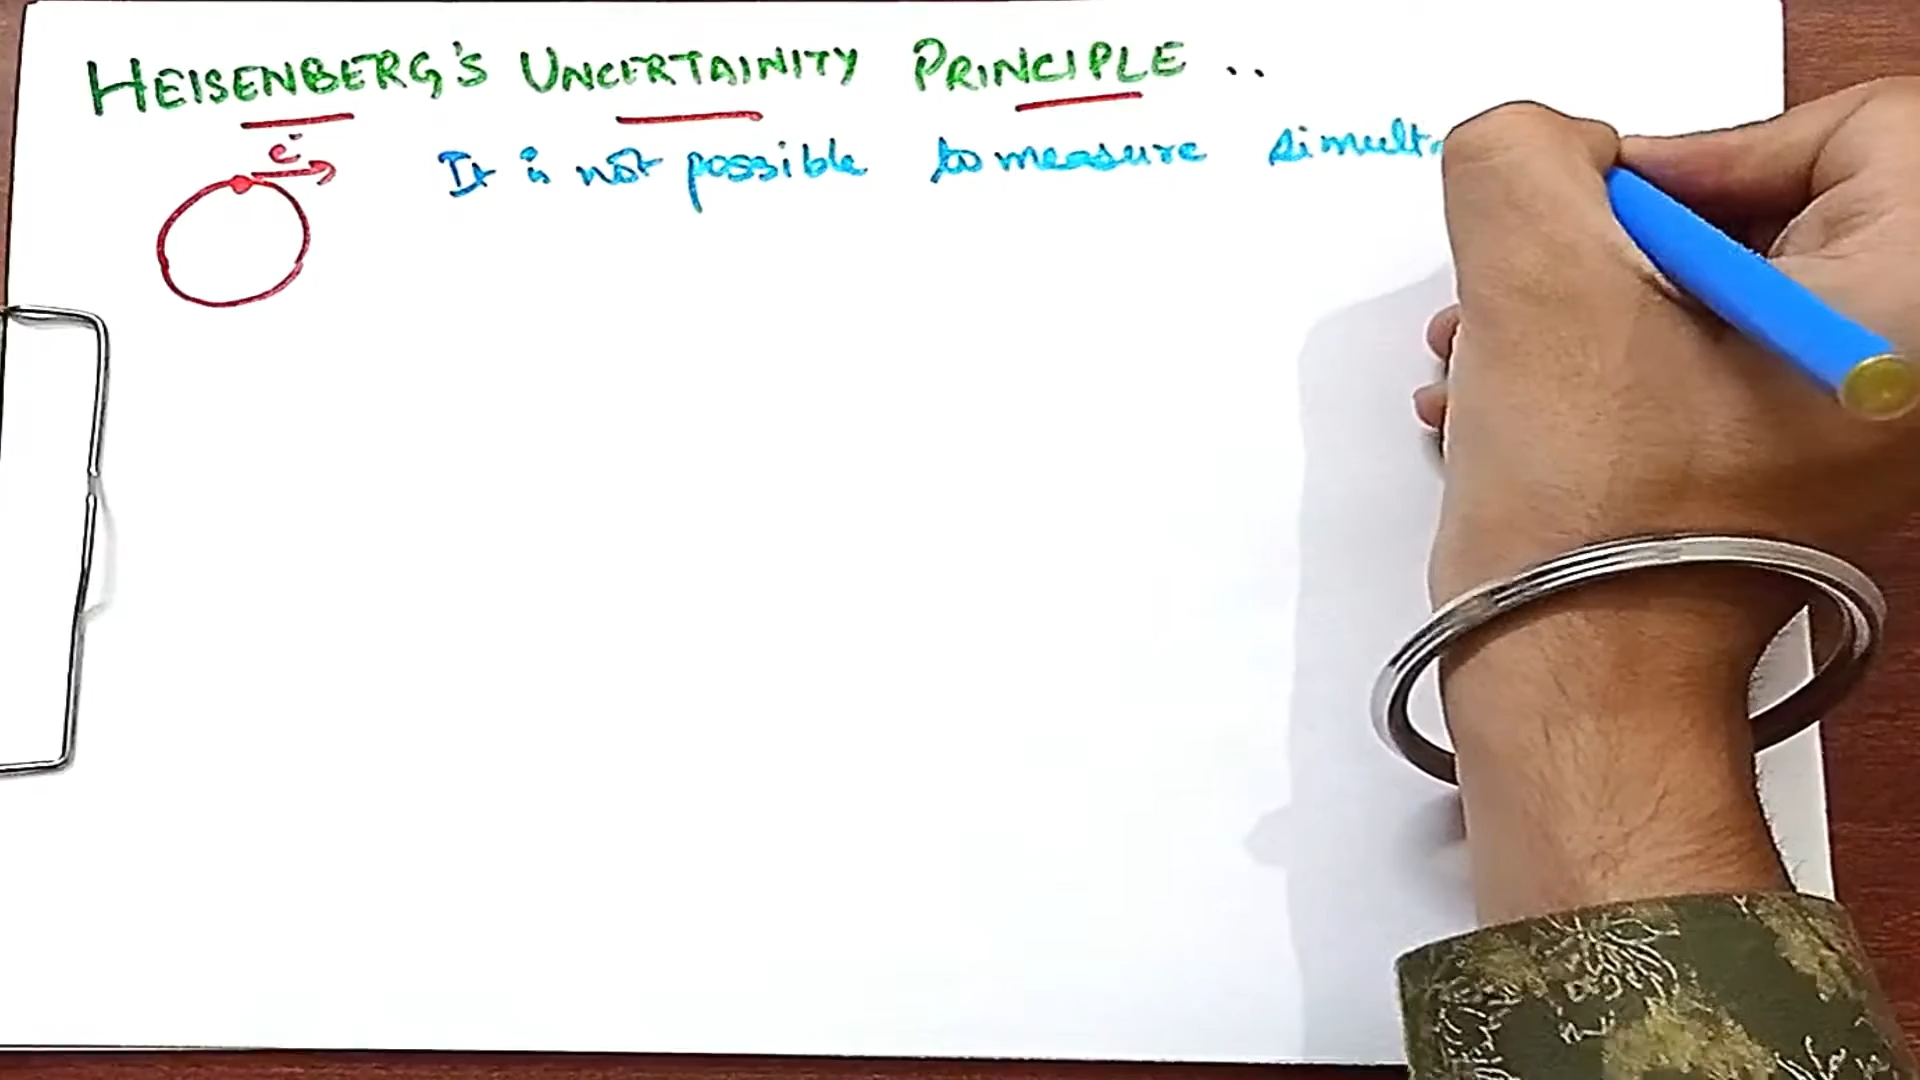 HEISENBERG'S UNCERTAINITY PRINCIPLE ..
e-
It is not possible to measure simult